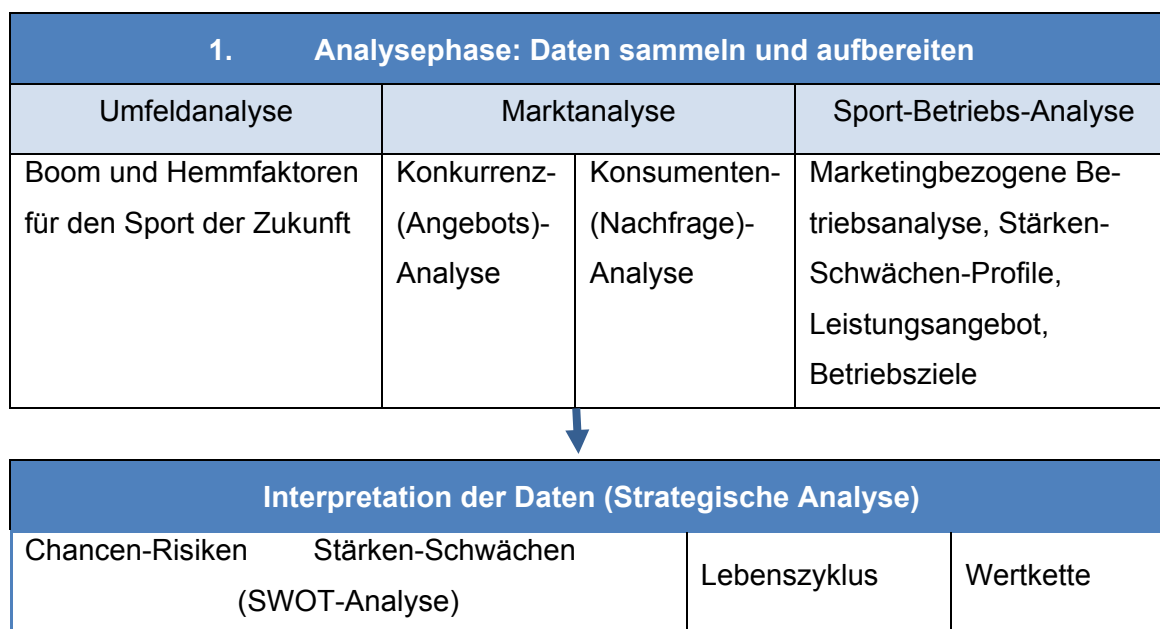 1. Analysephase: Daten sammeln und aufbereiten
Umfeldanalyse
Marktanalyse
Sport-Betriebs-Analyse
Boom und Hemmfaktoren
für den Sport der Zukunft
Konkurrenz-
(Angebots)-
Analyse
Konsumenten-
(Nachfrage)-
Analyse
Marketingbezogene Be-
triebsanalyse, Stärken-
Schwächen-Profile,
Leistungsangebot,
Betriebsziele
Interpretation der Daten (Strategische Analyse)
Chancen-Risiken Stärken-Schwächen
(SWOT-Analyse)
Lebenszyklus
Wertkette